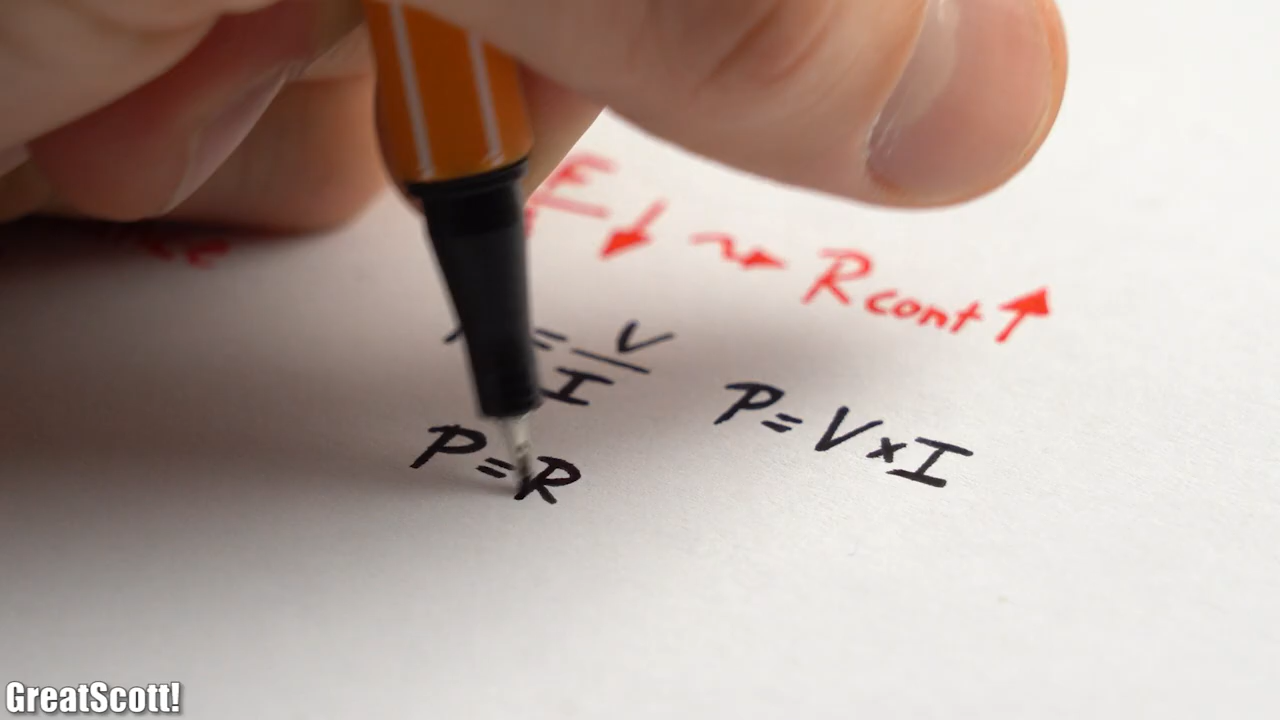 F ↓ ⇝ Rcont ↑
= V / I
P = V × I
P = R
GreatScott!